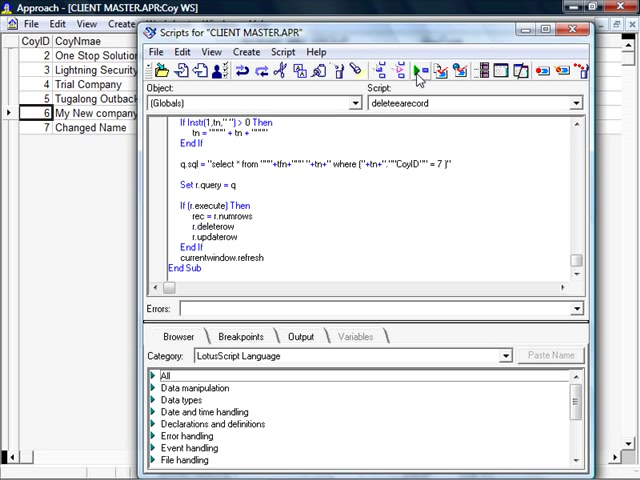 Approach - [CLIENT MASTER.APR:Coy WS]
File Edit View Create
CoyID CoyNmae
2 One Stop Solution
3 Lightning Security
4 Trial Company
5 Tugalong Outback
6 My New company
7 Changed Name
Scripts for "CLIENT MASTER.APR"
File Edit View Create Script Help
Object: Script:
(Globals) deleteearecord
If Instr(1,tn," ") > 0 Then
tn = """" + tn + """"
End If
q.sql = "select * from """+tfn+""" "+tn+" where ("+tn+".""CoyID"" = 7 )"
Set r.query = q
If (r.execute) Then
rec = r.numrows
r.deleterow
r.updaterow
End If
currentwindow.refresh
End Sub
Errors:
Browser Breakpoints Output Variables
Category: LotusScript Language Paste Name
All
Data manipulation
Data types
Date and time handling
Declarations and definitions
Error handling
Event handling
File handling